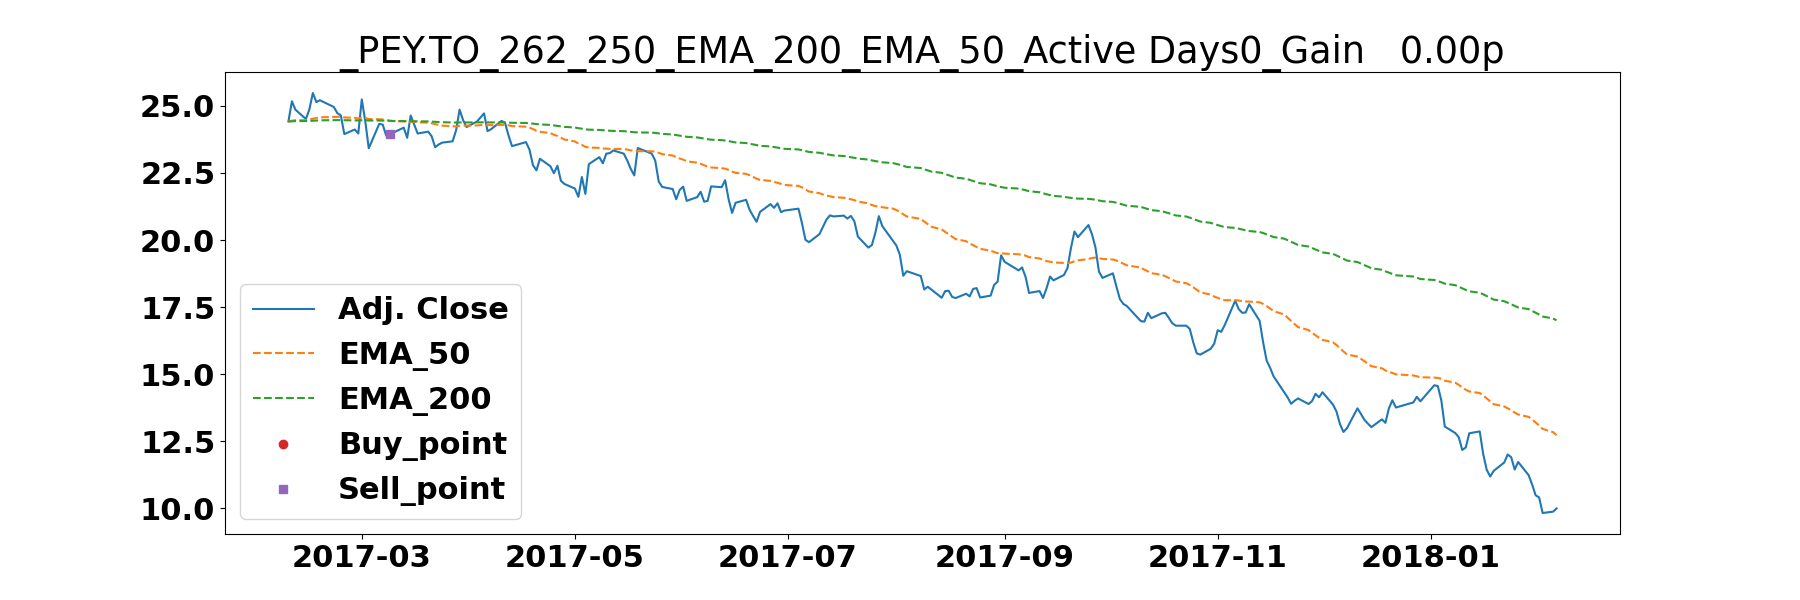 _PEY.TO_262_250_EMA_200_EMA_50_Active Days0_Gain   0.00p
25.0
22.5
20.0
17.5
15.0
12.5
10.0
Adj. Close
EMA_50
EMA_200
Buy_point
Sell_point
2017-03 2017-05 2017-07 2017-09 2017-11 2018-01